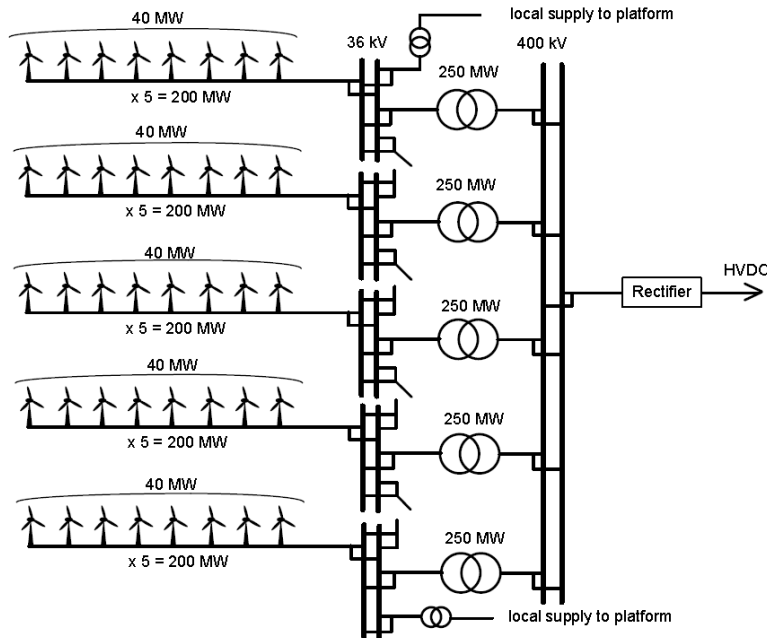 40 MW
local supply to platform
36 kV
400 kV
250 MW
x 5 = 200 MW
40 MW
250 MW
x 5 = 200 MW
40 MW
HVDC
250 MW
Rectifier
x 5 = 200 MW
40 MW
250 MW
x 5 = 200 MW
40 MW
250 MW
x 5 = 200 MW
local supply to platform